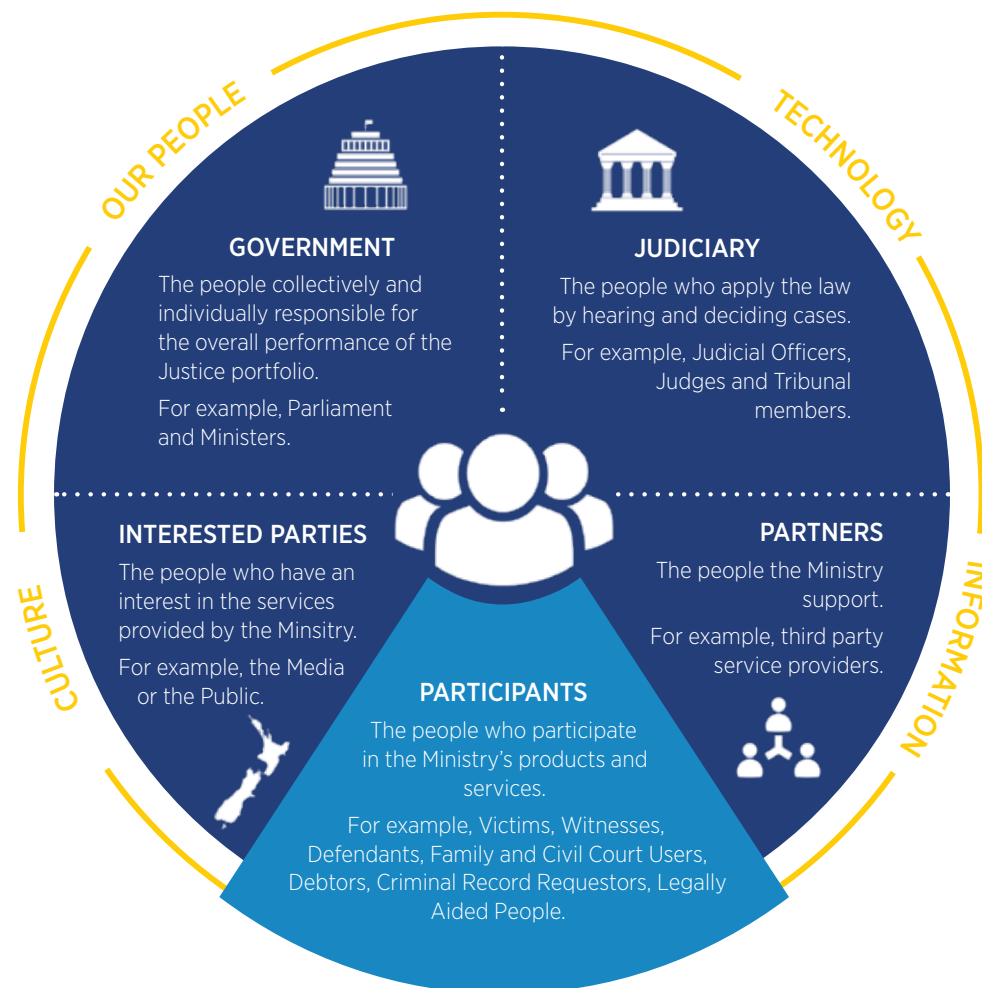 OUR PEOPLE
TECHNOLOGY
GOVERNMENT
The people collectively and
individually responsible for
the overall performance of the
Justice portfolio.
For example, Parliament
and Ministers.
JUDICIARY
The people who apply the law
by hearing and deciding cases.
For example, Judicial Officers,
Judges and Tribunal
members.
INTERESTED PARTIES
The people who have an
interest in the services
provided by the Minsitry.
For example, the Media
or the Public.
PARTNERS
The people the Ministry
support.
For example, third party
service providers.
CULTURE
INFORMATION
PARTICIPANTS
The people who participate
in the Ministry’s products and
services.
For example, Victims, Witnesses,
Defendants, Family and Civil Court Users,
Debtors, Criminal Record Requestors, Legally
Aided People.